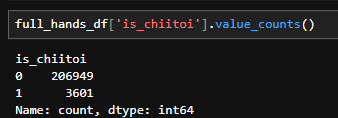 full_hands_df['is_chiitoi'].value_counts()
is_chiitoi
0    206949
1      3601
Name: count, dtype: int64